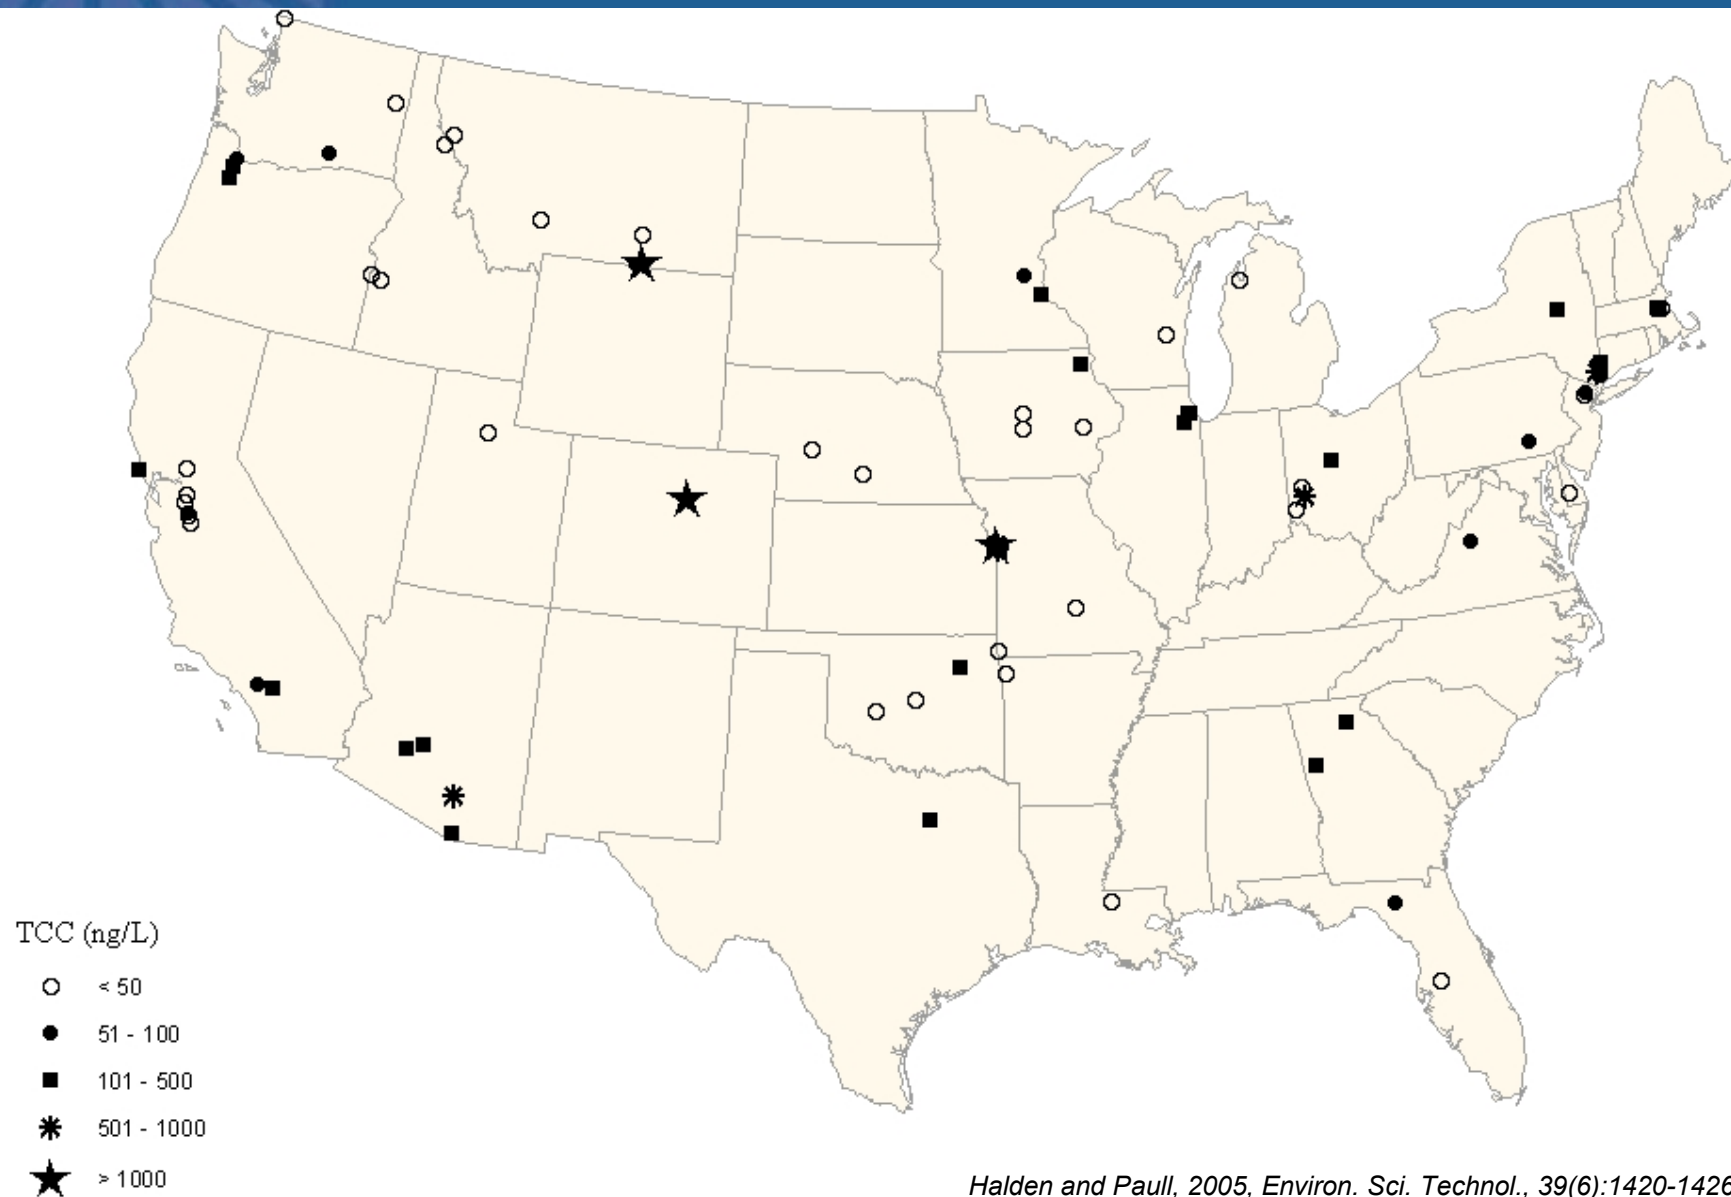 TCC (ng/L)
< 50
51 - 100
101 - 500
501 - 1000
> 1000
Halden and Paull, 2005, Environ. Sci. Technol., 39(6):1420-1426